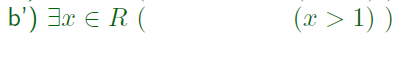 b') ∃x ∈ R ( (x > 1) )